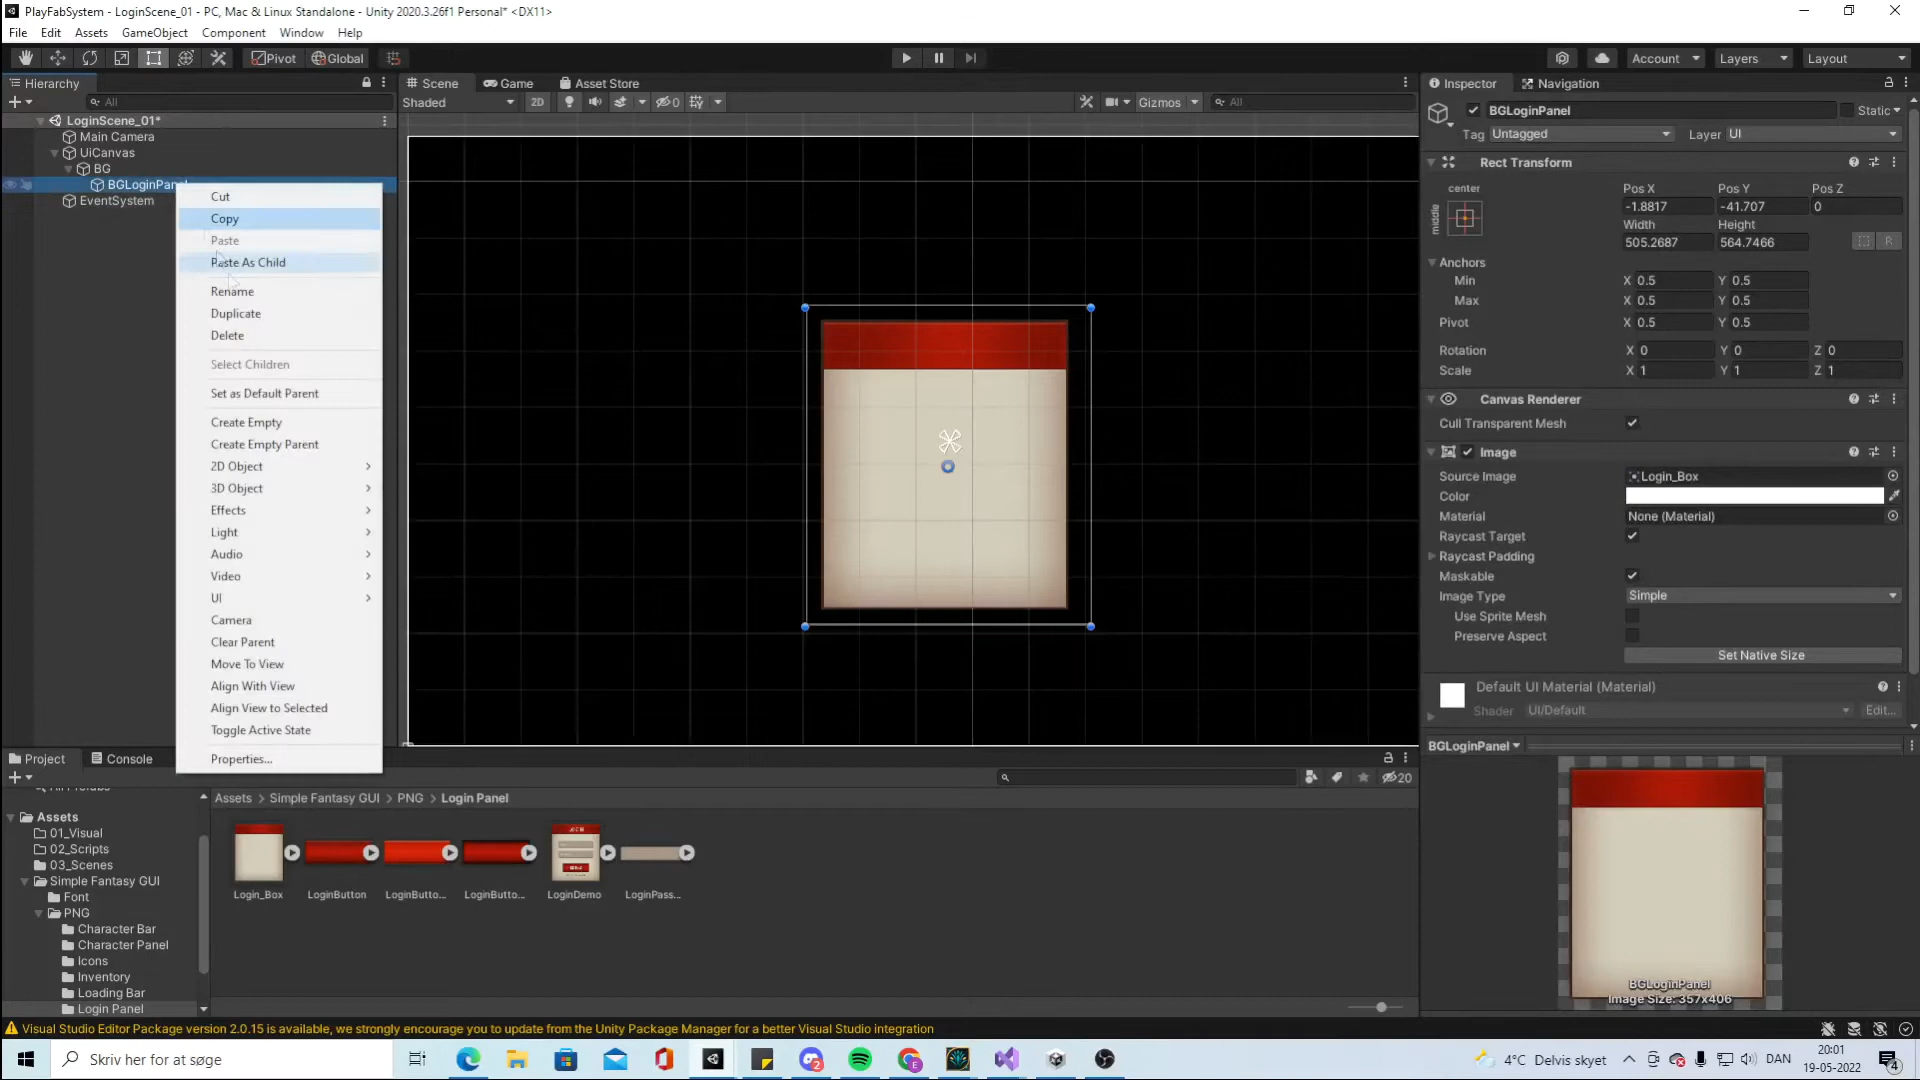 PlayFabSystem - LoginScene_01 - PC, Mac & Linux Standalone - Unity 2020.3.26f1 Personal* <DX11>
File Edit Assets GameObject Component Window Help
Pivot Global Account Layers Layout
Hierarchy
All
LoginScene_01*
Main Camera
UiCanvas
BG
BGLoginPanel
EventSystem
Cut
Copy
Paste
Paste As Child
Rename
Duplicate
Delete
Select Children
Set as Default Parent
Create Empty
Create Empty Parent
2D Object
3D Object
Effects
Light
Audio
Video
UI
Camera
Clear Parent
Move To View
Align With View
Align View to Selected
Toggle Active State
Properties...
Scene Game Asset Store
Shaded 2D 0 Gizmos All
Inspector Navigation
BGLoginPanel Static
Tag Untagged Layer UI
Rect Transform
center
middle
Pos X Pos Y Pos Z
-1.8817 -41.707 0
Width Height
505.2687 564.7466
R
Anchors
Min X 0.5 Y 0.5
Max X 0.5 Y 0.5
Pivot X 0.5 Y 0.5
Rotation X 0 Y 0 Z 0
Scale X 1 Y 1 Z 1
Canvas Renderer
Cull Transparent Mesh
Image
Source Image Login_Box
Color
Material None (Material)
Raycast Target
Raycast Padding
Maskable
Image Type Simple
Use Sprite Mesh
Preserve Aspect
Set Native Size
Default UI Material (Material)
Shader UI/Default Edit...
BGLoginPanel
BGLoginPanel
Image Size: 357x406
Project Console
20
All Prefabs
Assets
01_Visual
02_Scripts
03_Scenes
Simple Fantasy GUI
Font
PNG
Character Bar
Character Panel
Icons
Inventory
Loading Bar
Login Panel
Assets > Simple Fantasy GUI > PNG > Login Panel
Login_Box LoginButton LoginButto... LoginButto... LoginDemo LoginPass...
Visual Studio Editor Package version 2.0.15 is available, we strongly encourage you to update from the Unity Package Manager for a better Visual Studio integration
Skriv her for at søge
2
4°C Delvis skyet
DAN
20:01
19-05-2022
4